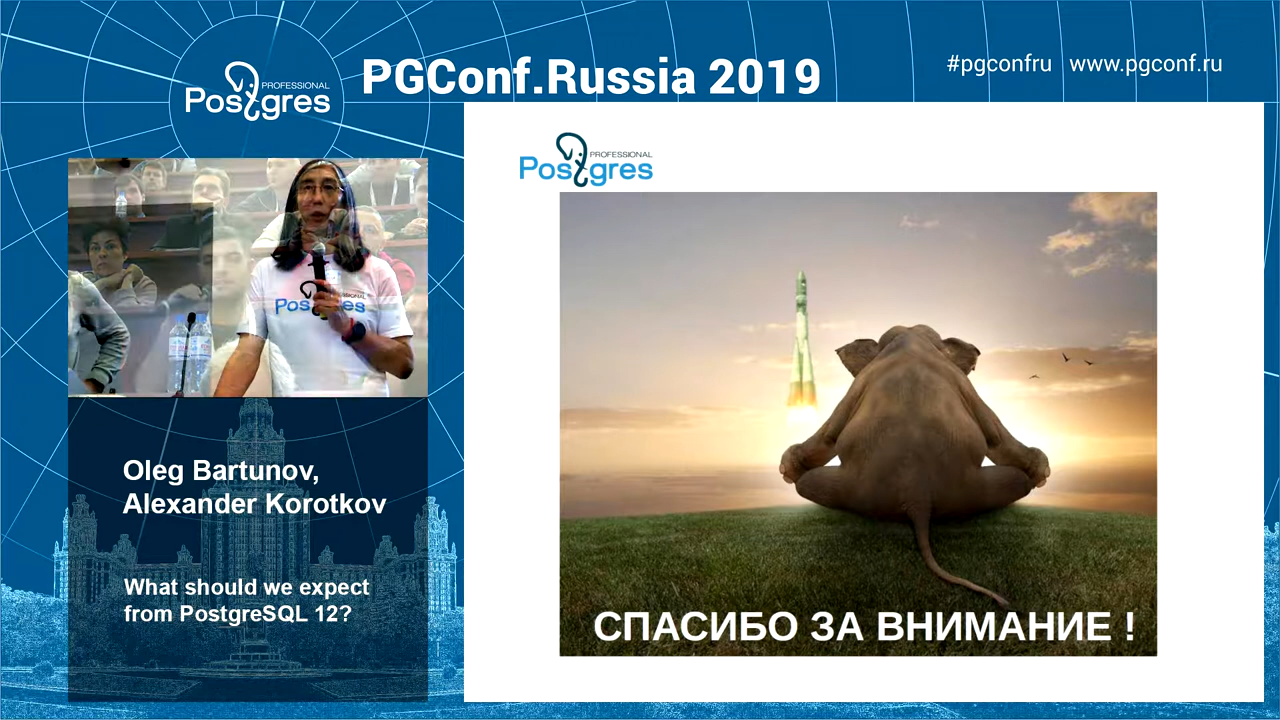 PROFESSIONAL
Postgres
PGConf.Russia 2019
#pgconfru www.pgconf.ru
PROFESSIONAL
Postgres
Postgres
Oleg Bartunov,
Alexander Korotkov
What should we expect
from PostgreSQL 12?
СПАСИБО ЗА ВНИМАНИЕ !